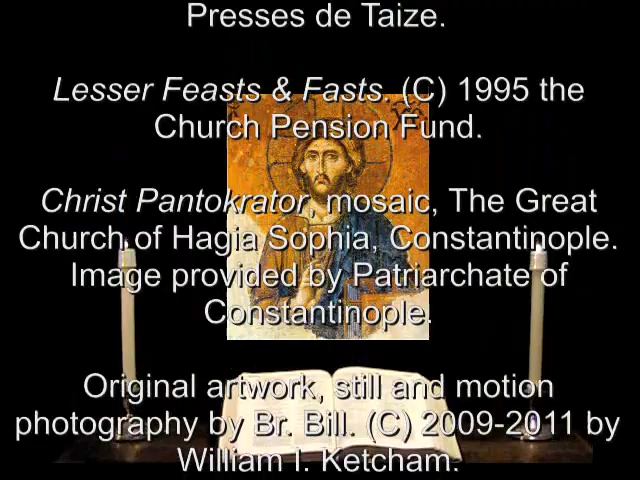 Presses de Taize.
Lesser Feasts & Fasts. (C) 1995 the
Church Pension Fund.
Christ Pantokrator, mosaic, The Great
Church of Hagia Sophia, Constantinople.
Image provided by Patriarchate of
Constantinople.
Original artwork, still and motion
photography by Br. Bill. (C) 2009-2011 by
William I. Ketcham.